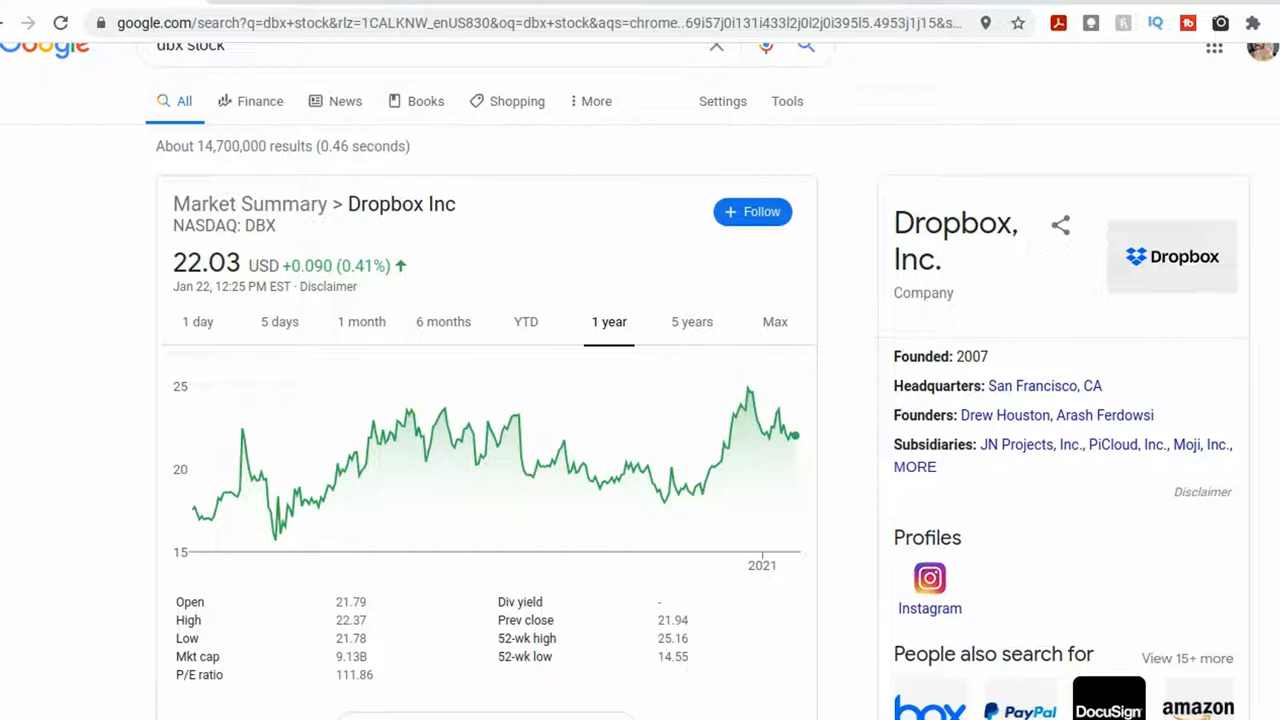 google.com/search?q=dbx+stock&rlz=1CALKNW_enUS830&oq=dbx+stock&aqs=chrome..69i57j0i131i433l2j0l2j0i395l5.4953j1j15&s...
Google
dbx stock
All Finance News Books Shopping More Settings Tools
About 14,700,000 results (0.46 seconds)
Market Summary > Dropbox Inc
NASDAQ: DBX
+ Follow
22.03 USD +0.090 (0.41%)
Jan 22, 12:25 PM EST · Disclaimer
1 day 5 days 1 month 6 months YTD 1 year 5 years Max
25
20
15
2021
Open 21.79 Div yield -
High 22.37 Prev close 21.94
Low 21.78 52-wk high 25.16
Mkt cap 9.13B 52-wk low 14.55
P/E ratio 111.86
Dropbox,
Inc.
Company
Dropbox
Founded: 2007
Headquarters: San Francisco, CA
Founders: Drew Houston, Arash Ferdowsi
Subsidiaries: JN Projects, Inc., PiCloud, Inc., Moji, Inc.,
MORE
Disclaimer
Profiles
Instagram
People also search for View 15+ more
box PayPal DocuSign amazon